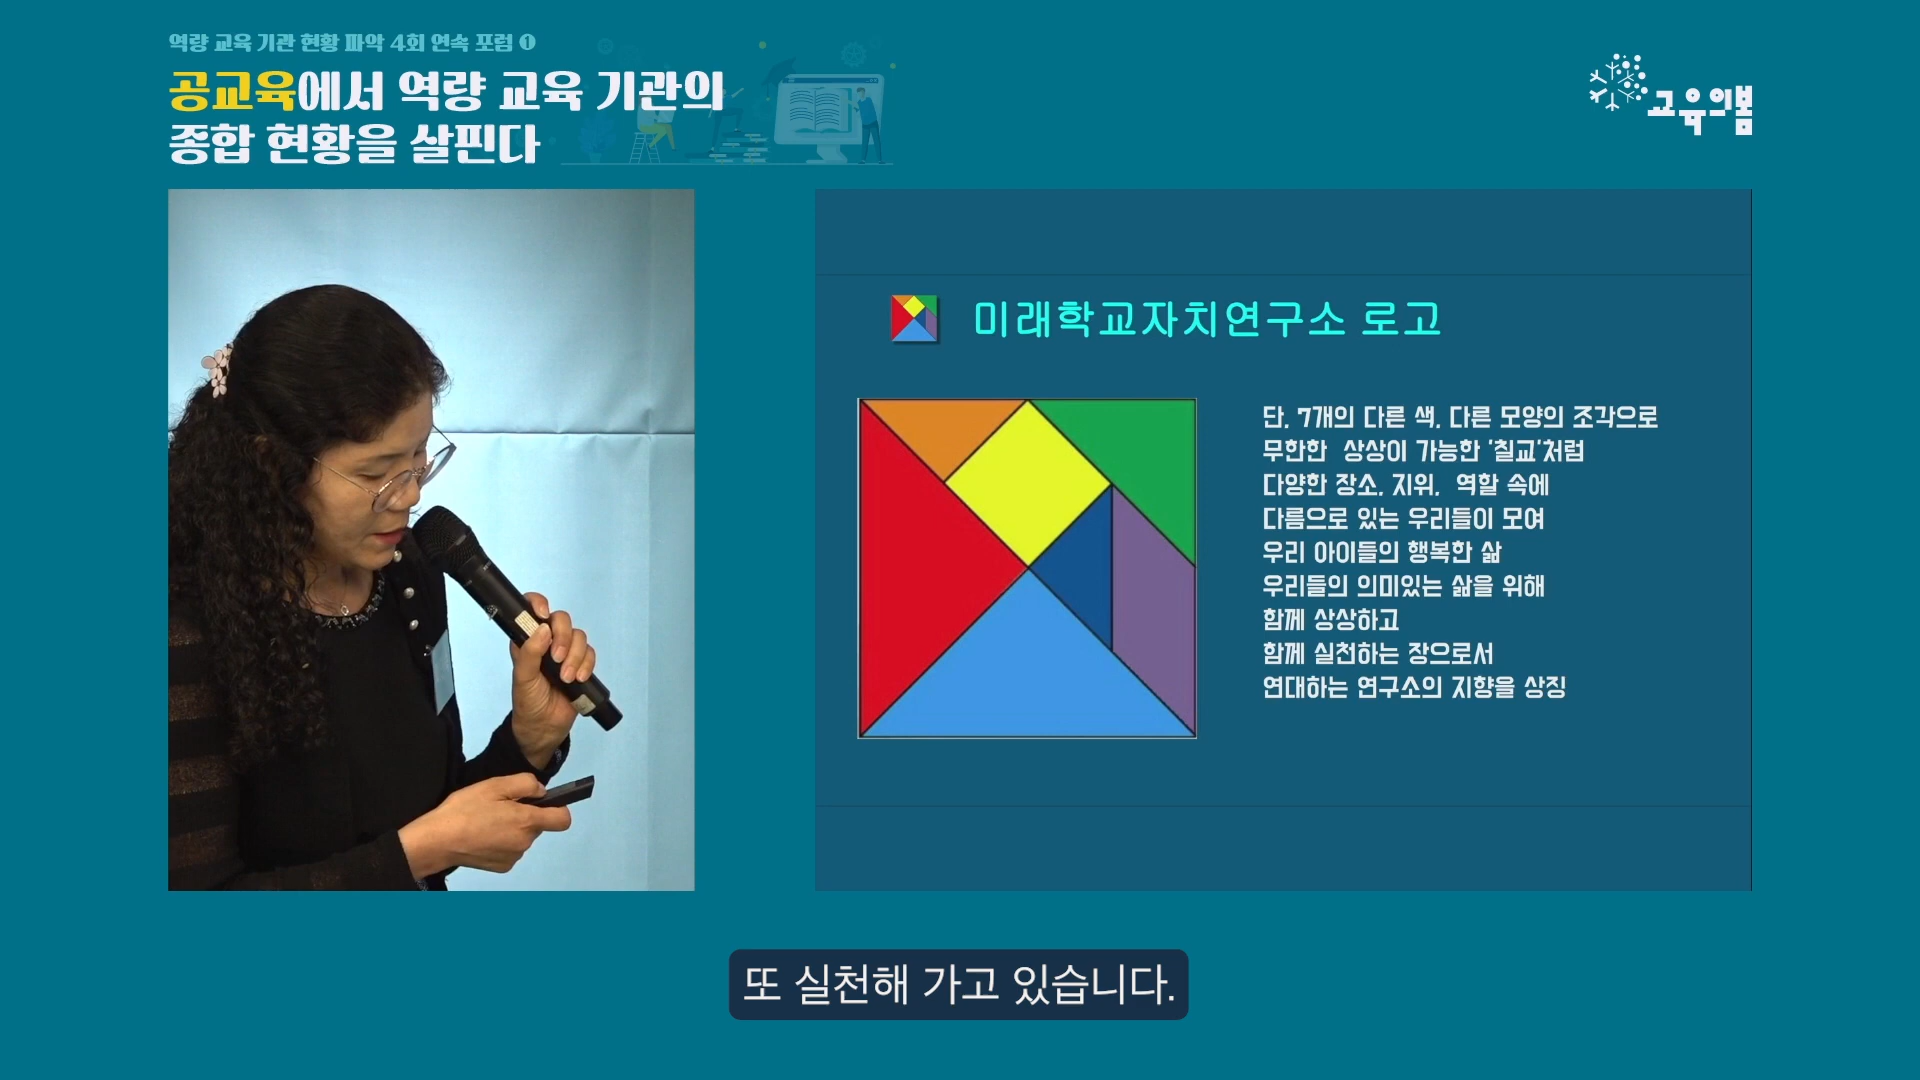 역량 교육 기관 현황 파악 4회 연속 포럼 ❶
공교육에서 역량 교육 기관의
종합 현황을 살핀다
교육의봄
미래학교자치연구소 로고
단, 7개의 다른 색, 다른 모양의 조각으로
무한한 상상이 가능한 '칠교'처럼
다양한 장소, 지위, 역할 속에
다름으로 있는 우리들이 모여
우리 아이들의 행복한 삶
우리들의 의미있는 삶을 위해
함께 상상하고
함께 실천하는 장으로서
연대하는 연구소의 지향을 상징
또 실천해 가고 있습니다.